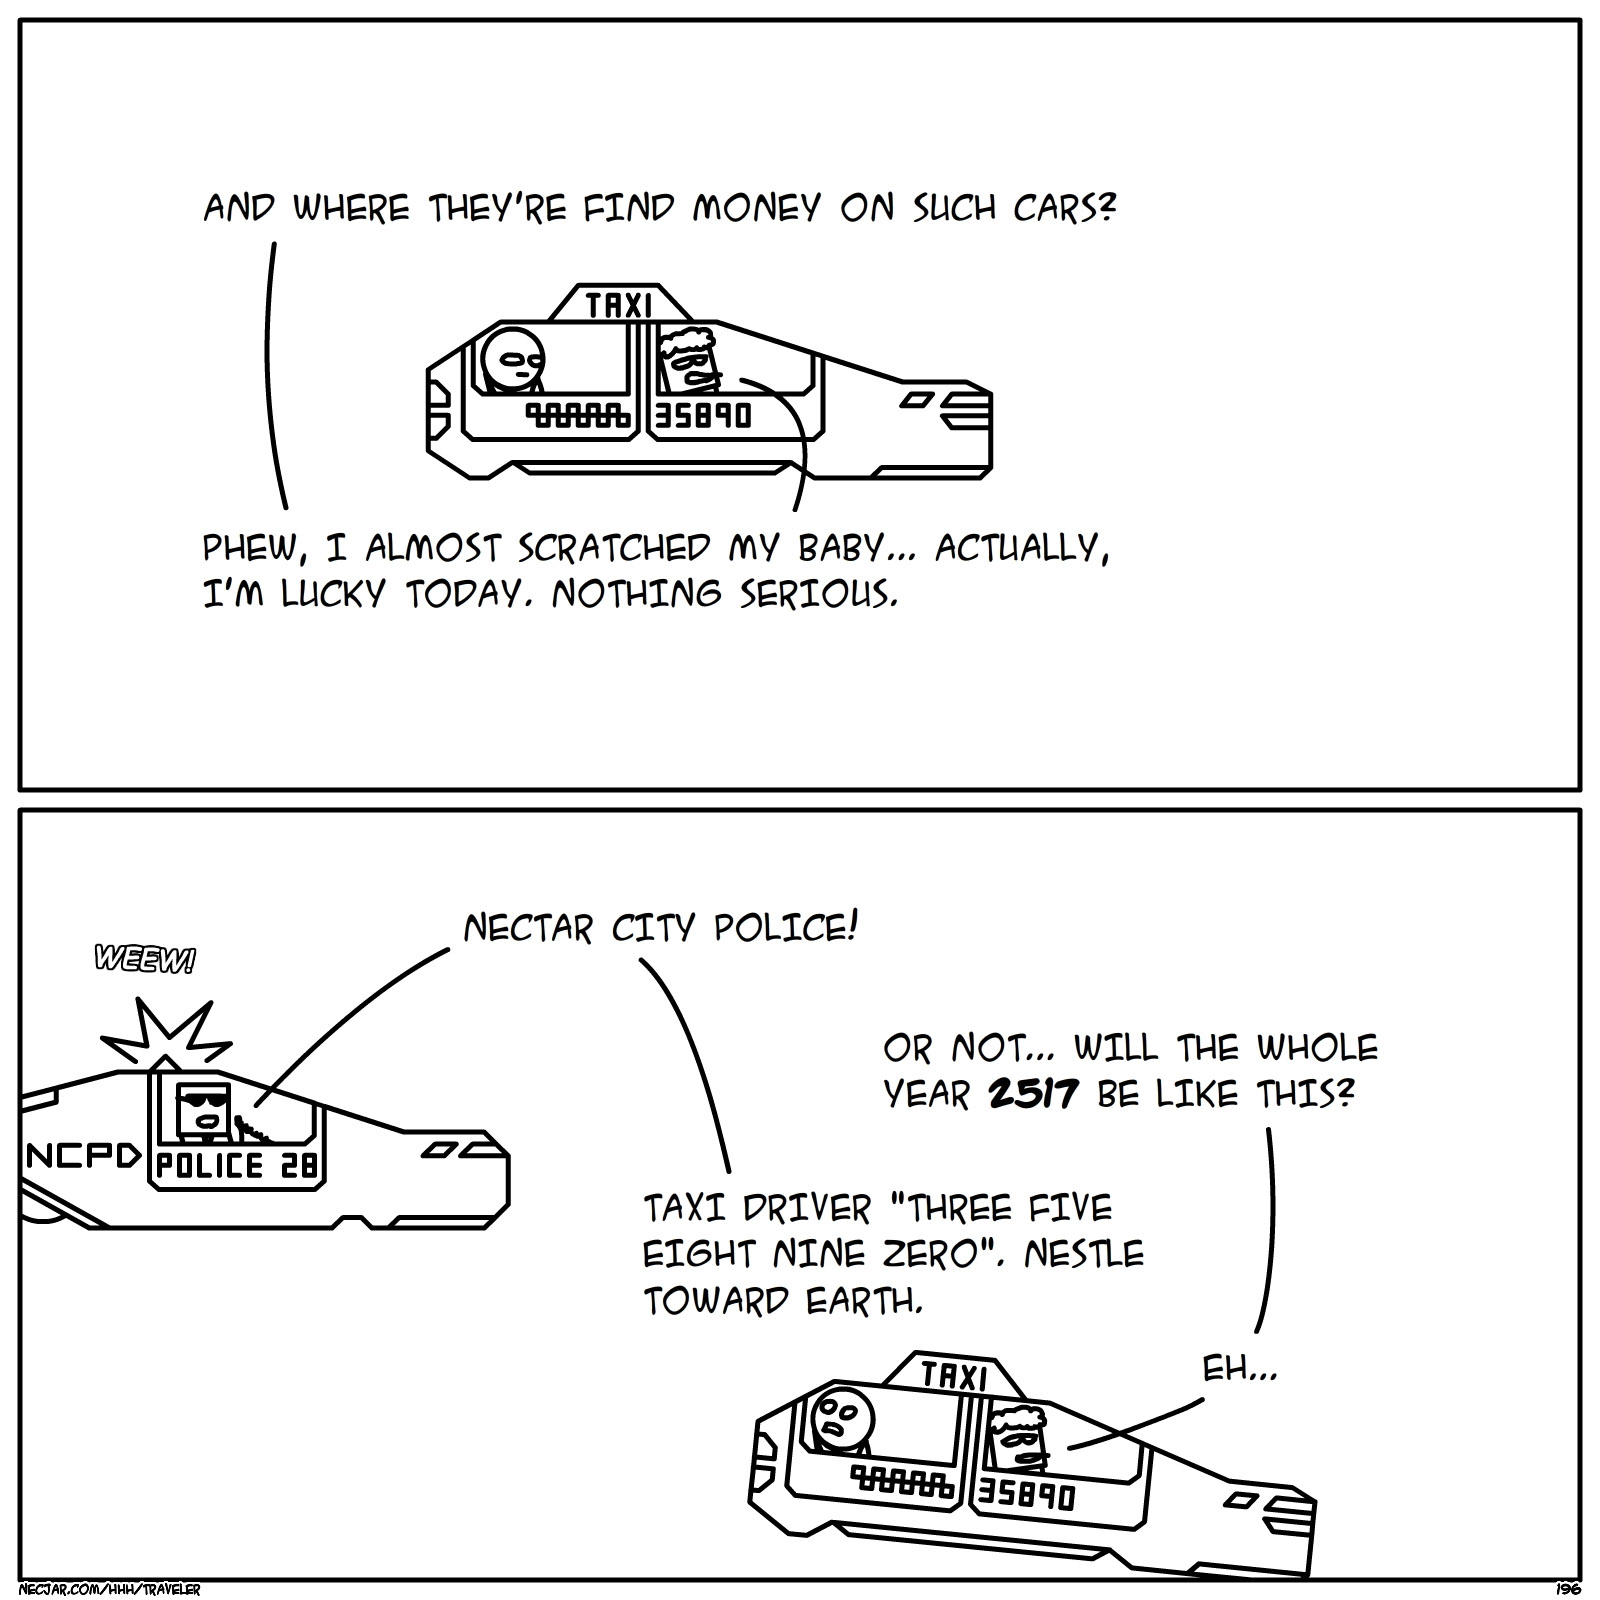 AND WHERE THEY'RE FIND MONEY ON SUCH CARS?
TAXI
35890
PHEW, I ALMOST SCRATCHED MY BABY... ACTUALLY,
I'M LUCKY TODAY. NOTHING SERIOUS.
NECTAR CITY POLICE!
WEEW!
OR NOT... WILL THE WHOLE
YEAR 2517 BE LIKE THIS?
NCPD
POLICE 28
TAXI DRIVER "THREE FIVE
EIGHT NINE ZERO". NESTLE
TOWARD EARTH.
EH...
TAXI
35890
NECJAR.COM/HHH/TRAVELER
196